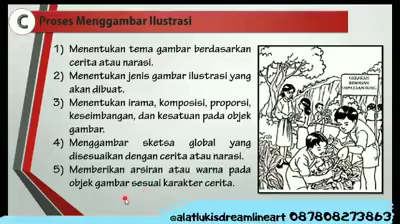 C Proses Menggambar Ilustrasi
1) Menentukan tema gambar berdasarkan
cerita atau narasi.
2) Menentukan jenis gambar ilustrasi yang
akan dibuat.
3) Menentukan irama, komposisi, proporsi,
keseimbangan, dan kesatuan pada objek
gambar.
4) Menggambar sketsa global yang
disesuaikan dengan cerita atau narasi.
5) Memberikan arsiran atau warna pada
objek gambar sesuai karakter cerita.
GERAKAN
@alatlukisdreamlineart 087808273863